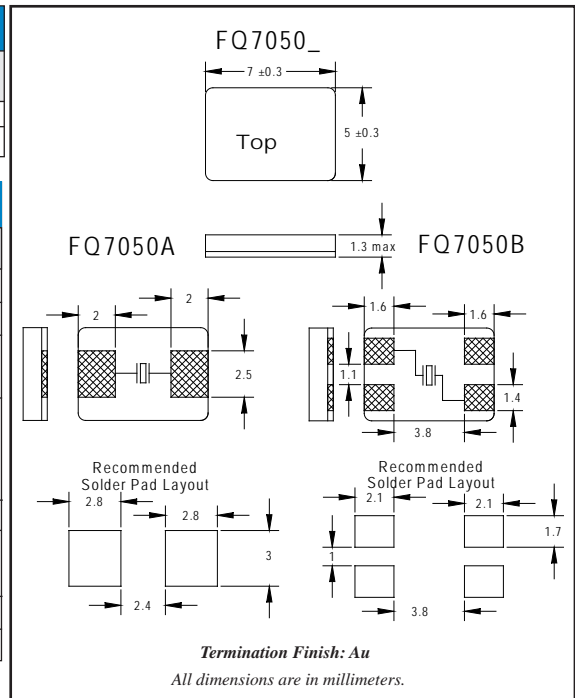 FQ7050_
7 ±0.3
5 ±0.3
Top
1.3 max
FQ7050A
FQ7050B
2
2
2.5
1.6
1.6
1.1
1.4
3.8
Recommended
Solder Pad Layout
2.8
2.8
3
2.4
Recommended
Solder Pad Layout
2.1
2.1
1.7
1
3.8
Termination Finish: Au
All dimensions are in millimeters.